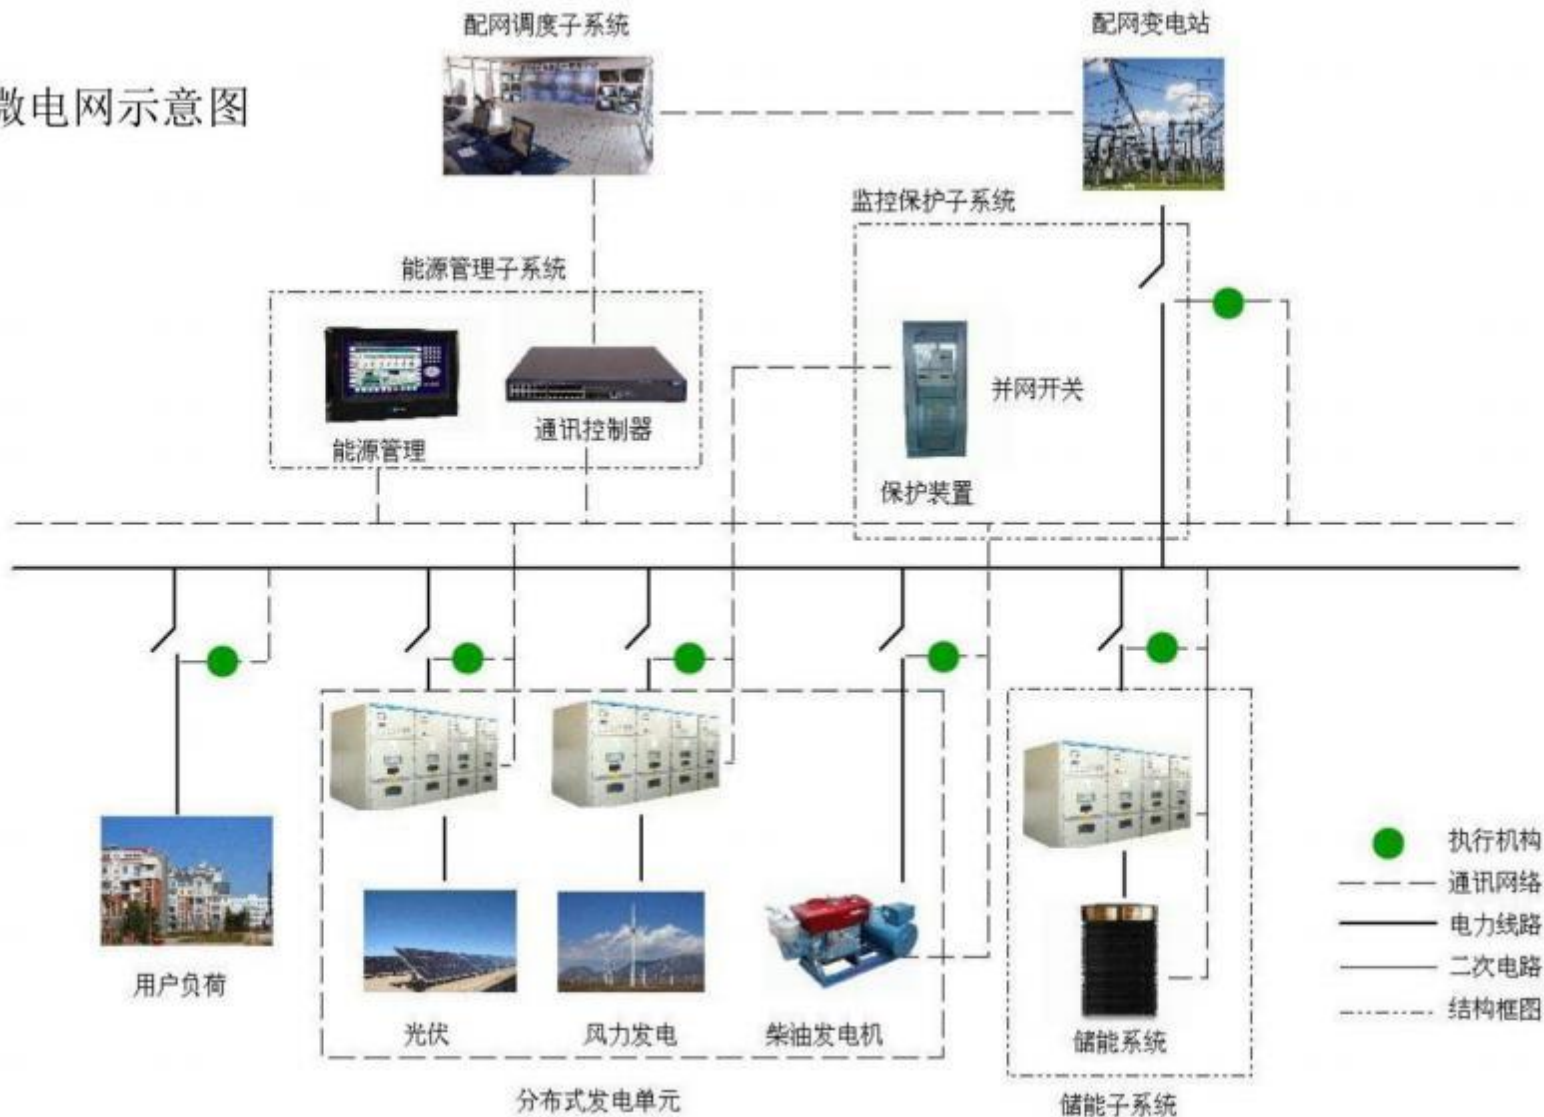 配网调度子系统
配网变电站
微电网示意图
监控保护子系统
能源管理子系统
并网开关
能源管理
通讯控制器
保护装置
用户负荷
光伏
风力发电
柴油发电机
储能系统
分布式发电单元
储能子系统
执行机构
通讯网络
电力线路
二次电路
结构框图